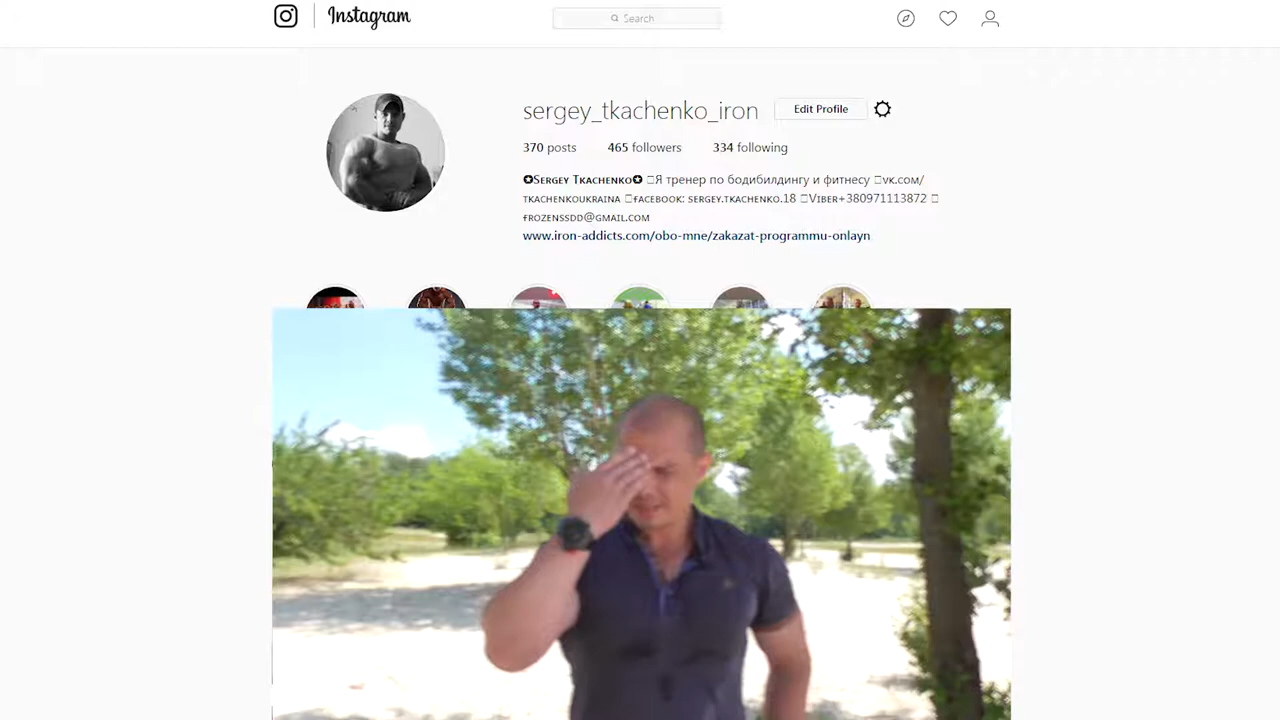 Instagram
Search
sergey_tkachenko_iron Edit Profile
370 posts 465 followers 334 following
✪Sergey Tkachenko✪ Я тренер по бодибилдингу и фитнесу vk.com/
tkachenkoukraina facebook: sergey.tkachenko.18 Viber+380971113872
frozenssdd@gmail.com
www.iron-addicts.com/obo-mne/zakazat-programmu-onlayn